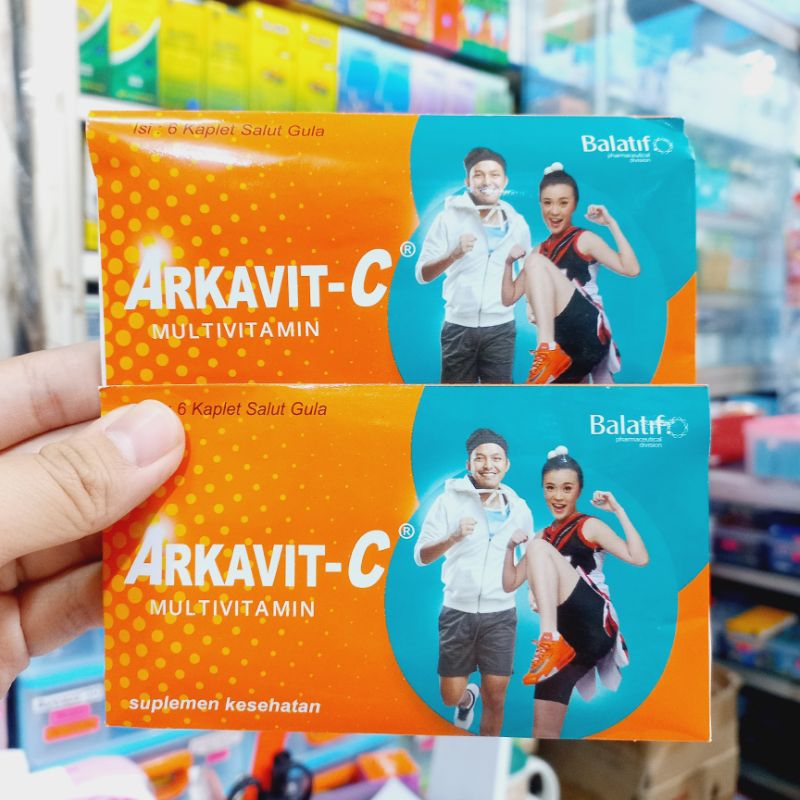 Isi : 6 Kaplet Salut Gula
Balatif
pharmaceutical
division
ARKAVIT-C®
MULTIVITAMIN
6 Kaplet Salut Gula
Balatif
pharmaceutical
division
ARKAVIT-C®
MULTIVITAMIN
suplemen kesehatan